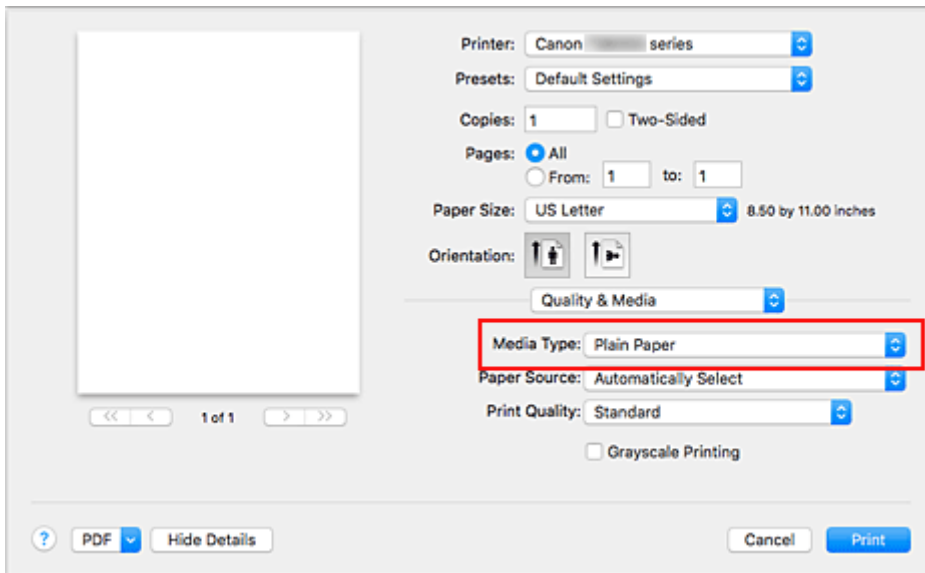 Printer: Canon series
Presets: Default Settings
Copies: 1 Two-Sided
Pages: All
From: 1 to: 1
Paper Size: US Letter 8.50 by 11.00 inches
Orientation:
Quality & Media
Media Type: Plain Paper
Paper Source: Automatically Select
1 of 1
Print Quality: Standard
Grayscale Printing
? PDF Hide Details Cancel Print